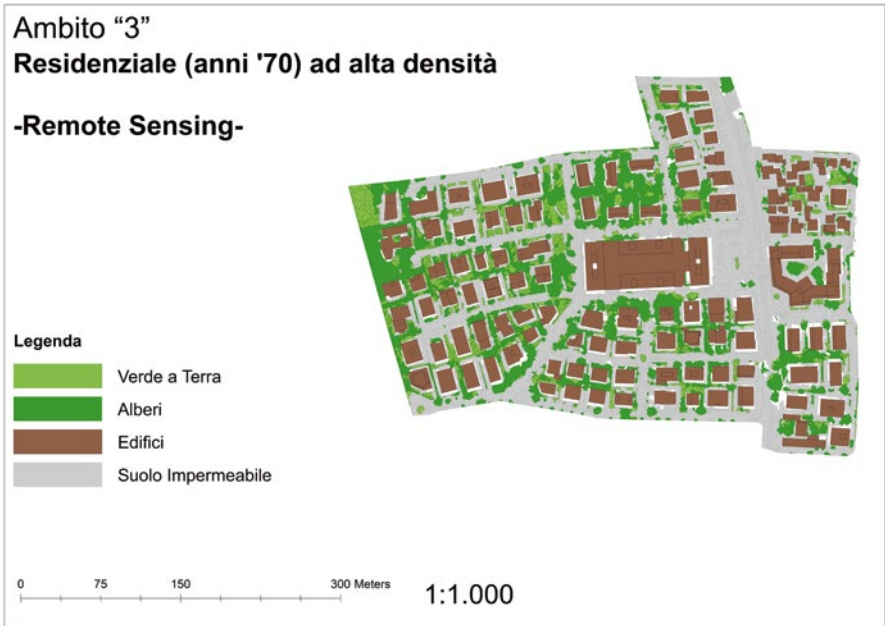 Ambito “3”
Residenziale (anni '70) ad alta densità
-Remote Sensing-
Legenda
Verde a Terra
Alberi
Edifici
Suolo Impermeabile
0 75 150 300 Meters
1:1.000